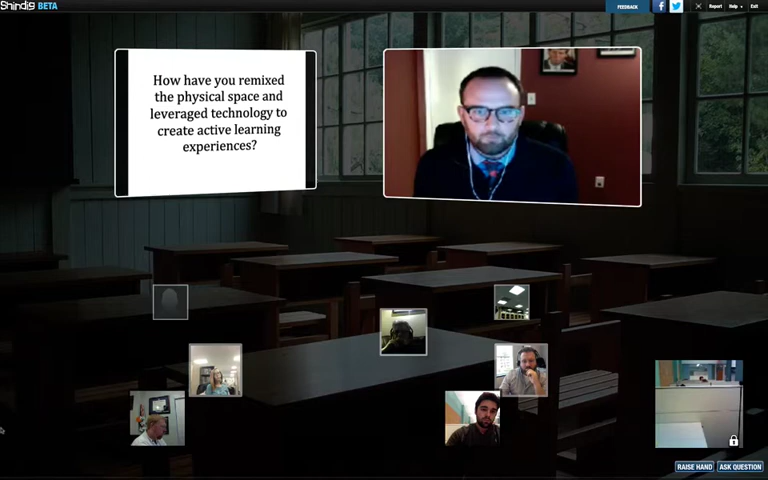 Shindig BETA
FEEDBACK
Report
Help
Exit
How have you remixed
the physical space and
leveraged technology to
create active learning
experiences?
RAISE HAND
ASK QUESTION